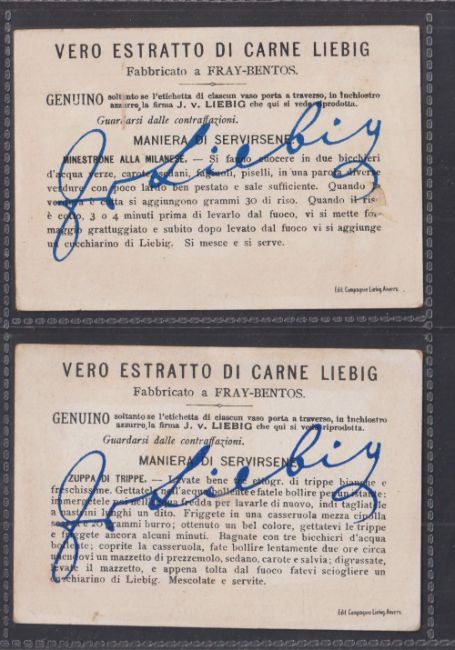 VERO ESTRATTO DI CARNE LIEBIG
Fabbricato a FRAY-BENTOS.
GENUINO soltanto se l'etichetta di ciascun vaso porta a traverso, in inchiostro
azzurro, la firma J. v. LIEBIG che qui si vede riprodotta.
Guardarsi dalle contraffazioni.
MANIERA DI SERVIRSENE
MINESTRONE ALLA MILANESE. — Si fanno cuocere in due bicchieri
d'acqua verze, carote, sedani, fagiuoli, piselli, in una parola diverse
verdure poco lardo ben pestato e sale sufficiente. Quando
cotta si aggiungono grammi 30 di riso. Quando il riso
è cotto, 3 o 4 minuti prima di levarlo dal fuoco, vi si mette for-
maggio grattuggiato e subito dopo levato dal fuoco vi si aggiunge
un cucchiarino di Liebig. Si mesce e si serve.
J v Liebig
Edit. Compagnie Liebig, Anvers.
VERO ESTRATTO DI CARNE LIEBIG
Fabbricato a FRAY-BENTOS.
GENUINO soltanto se l'etichetta di ciascun vaso porta a traverso, in inchiostro
azzurro, la firma J. v. LIEBIG che qui si vede riprodotta.
Guardarsi dalle contraffazioni.
MANIERA DI SERVIRSENE
ZUPPA DI TRIPPE. — Lavate bene di trippe bianche e
freschissime. Gettatele nell'acqua bollente e fatele bollire per un istante:
immergetele poi nell'acqua fredda per lavarle di nuovo, indi tagliatele
a lunghi un dito. Friggete in una casseruola mezza cipolla
20 grammi burro; ottenuto un bel colore, gettatevi le trippe
e friggete ancora alcuni minuti. Bagnate con tre bicchieri d'acqua
bollente; coprite la casseruola, fate bollire lentamente due ore circa
un mazzetto di prezzemolo, sedano, carote e salvia; digrassate,
levate il mazzetto, e appena tolta dal fuoco fatevi sciogliere un
cucchiarino di Liebig. Mescolate e servite.
J v Liebig
Edit. Compagnie Liebig, Anvers.